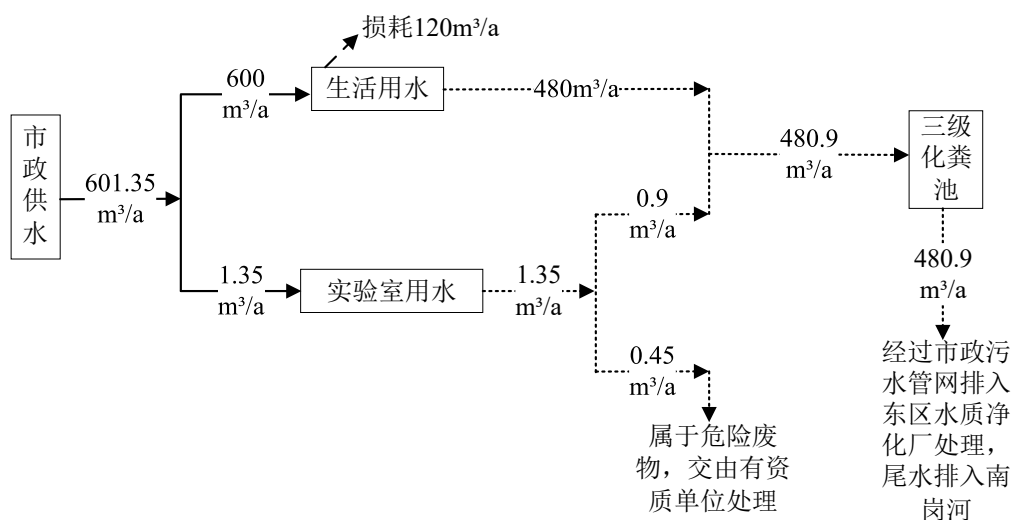 损耗120m³/a
600
m³/a
生活用水
480m³/a
市
政
供
水
601.35
m³/a
480.9
m³/a
三级
化粪
池
0.9
m³/a
1.35
m³/a
实验室用水
1.35
m³/a
480.9
m³/a
0.45
m³/a
属于危险废
物，交由有资
质单位处理
经过市政污
水管网排入
东区水质净
化厂处理，
尾水排入南
岗河